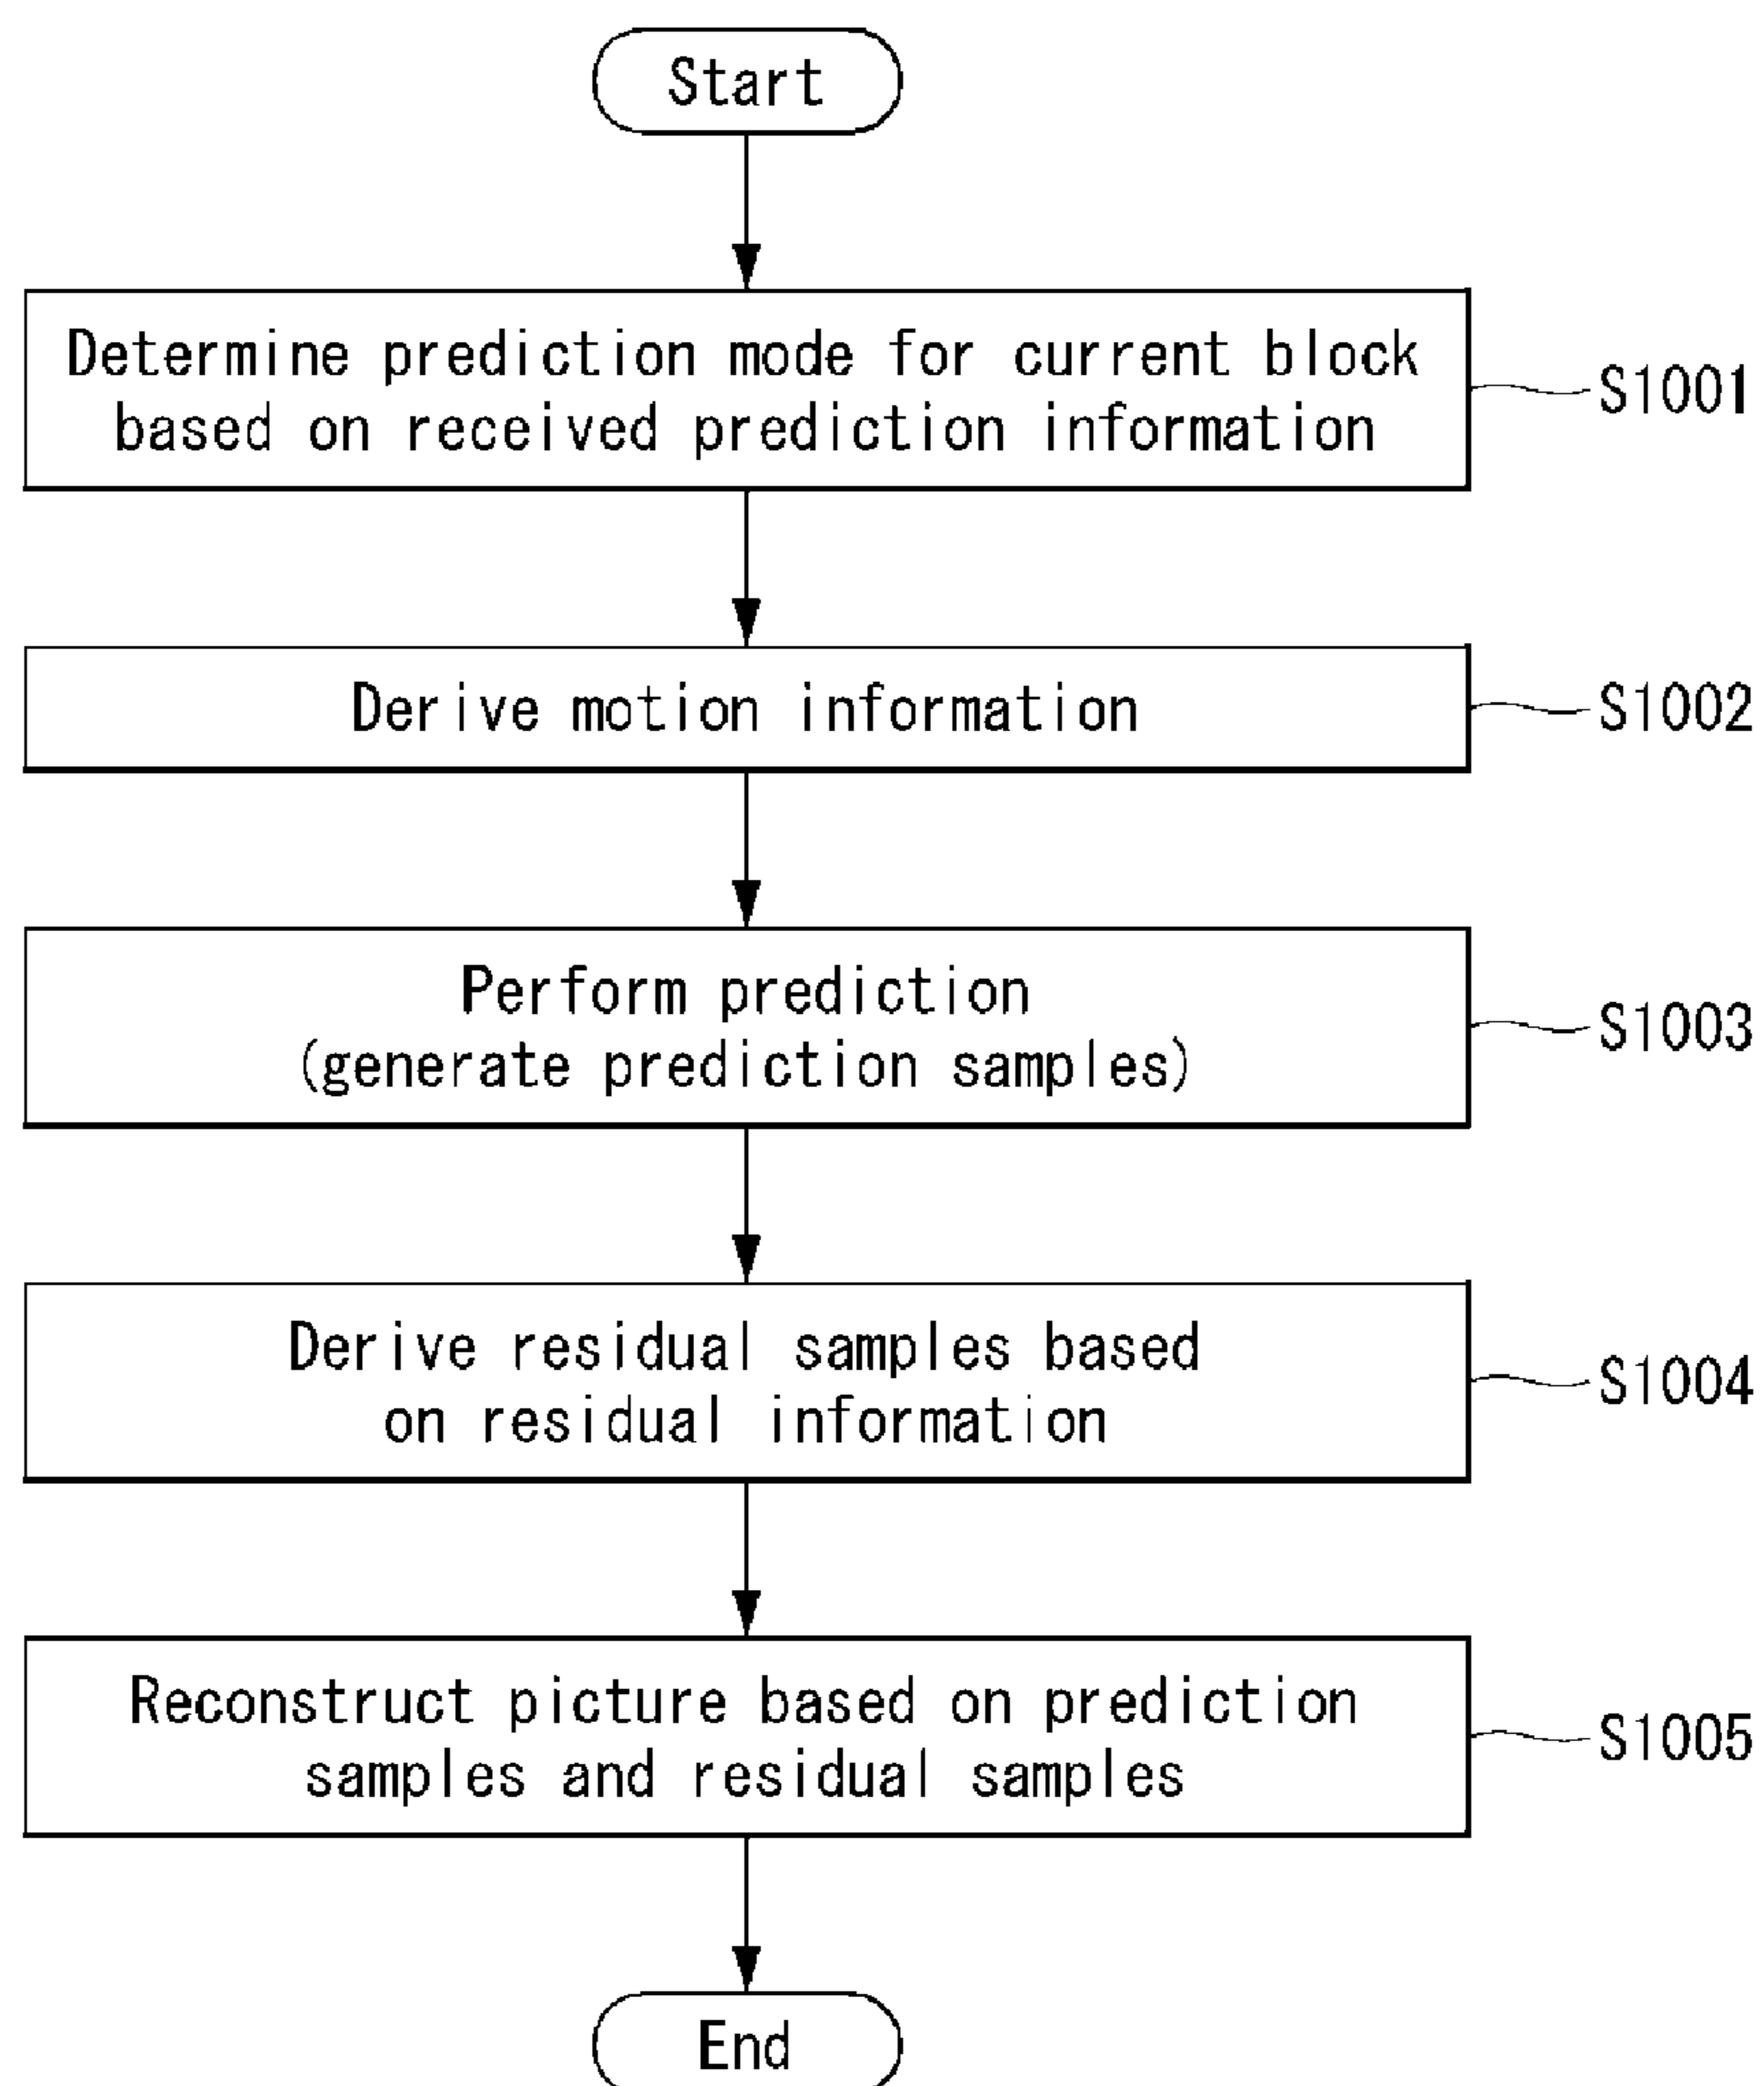 Start
Determine prediction mode for current block
based on received prediction information
S1001
Derive motion information
S1002
Perform prediction
(generate prediction samples)
S1003
Derive residual samples based
on residual information
S1004
Reconstruct picture based on prediction
samples and residual samples
S1005
End